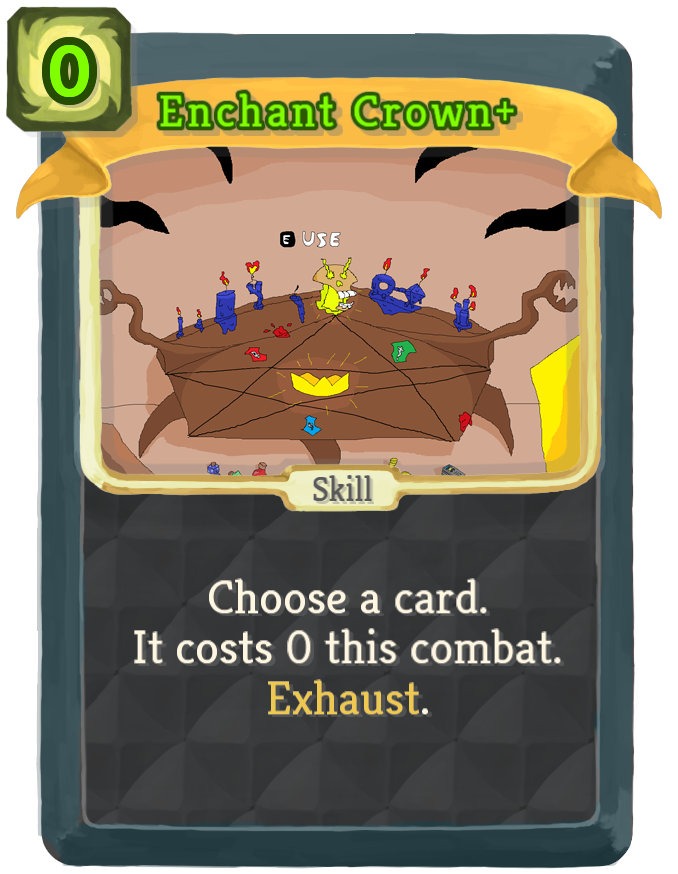 0
Enchant Crown+
E USE
Skill
Choose a card.
It costs 0 this combat.
Exhaust.